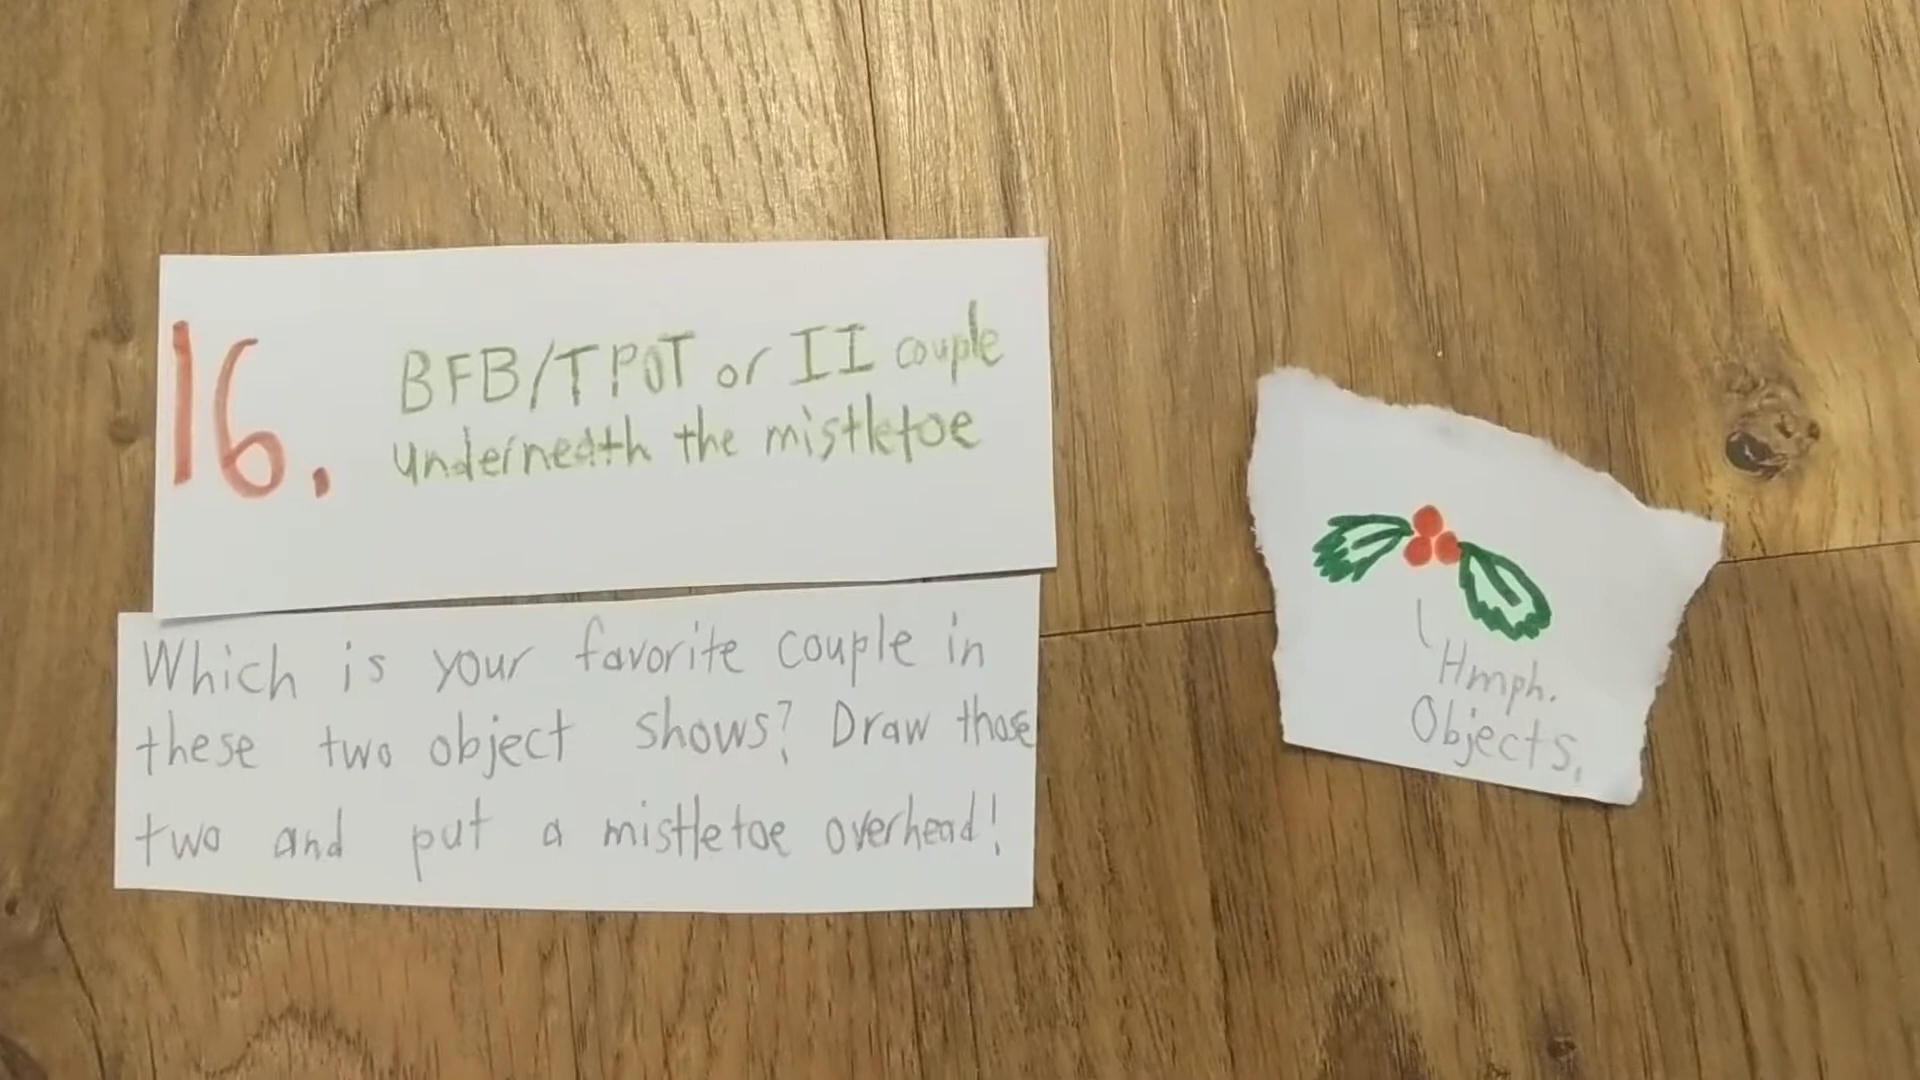 16. BFB/TPOT or II couple
underneath the mistletoe
Which is your favorite couple in
these two object shows? Draw those
two and put a mistletoe overhead!
Hmph.
Objects.